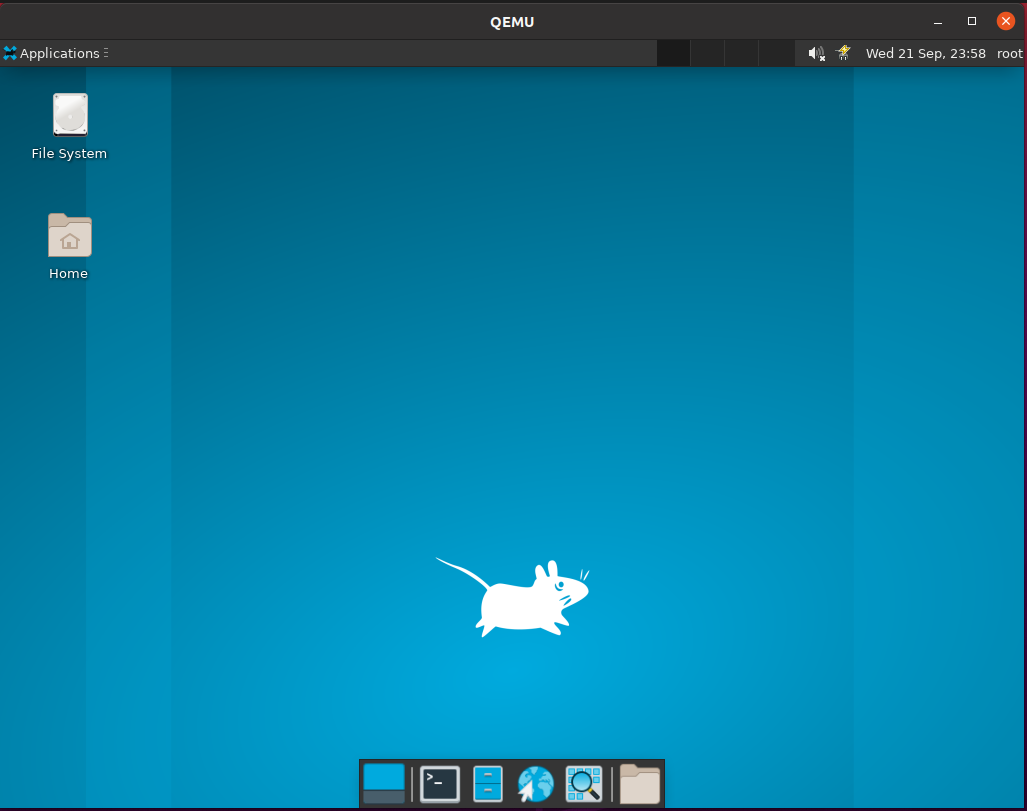 QEMU
Applications
Wed 21 Sep, 23:58
root
File System
Home
>_